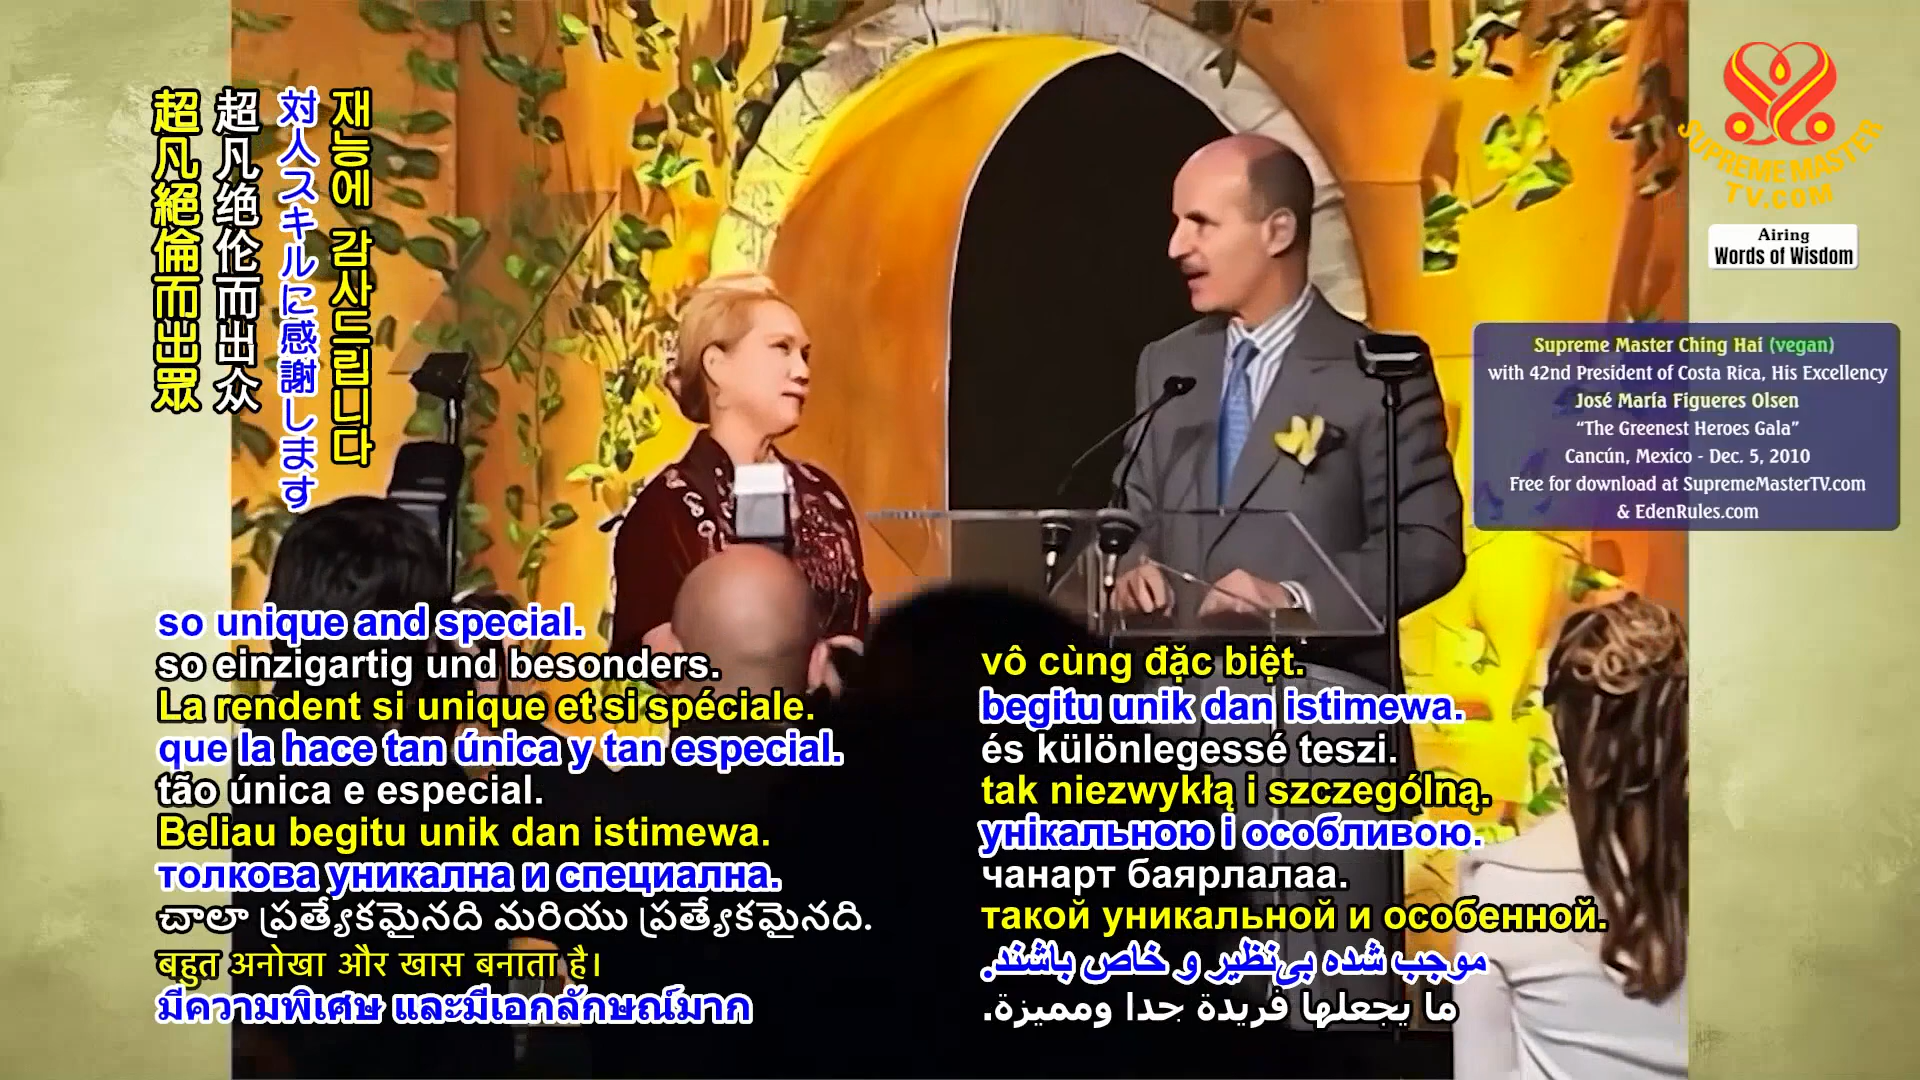 超凡絕倫而出眾
超凡绝伦而出众
対人スキルに感謝します
재능에 감사드립니다
SUPREME MASTER
TV.COM
Airing
Words of Wisdom
Supreme Master Ching Hai (vegan)
with 42nd President of Costa Rica, His Excellency
José María Figueres Olsen
“The Greenest Heroes Gala”
Cancún, Mexico - Dec. 5, 2010
Free for download at SupremeMasterTV.com
& EdenRules.com
so unique and special.
so einzigartig und besonders.
La rendent si unique et si spéciale.
que la hace tan única y tan especial.
tão única e especial.
Beliau begitu unik dan istimewa.
толкова уникална и специална.
చాలా ప్రత్యేకమైనది మరియు ప్రత్యేకమైనది.
बहुत अनोखा और खास बनाता है।
มีความพิเศษ และมีเอกลักษณ์มาก
vô cùng đặc biệt.
begitu unik dan istimewa.
és különlegessé teszi.
tak niezwykłą i szczególną.
унікальною і особливою.
чанарт баярлалаа.
такой уникальной и особенной.
موجب شده بی‌نظیر و خاص باشند.
ما يجعلها فريدة جدا ومميزة.